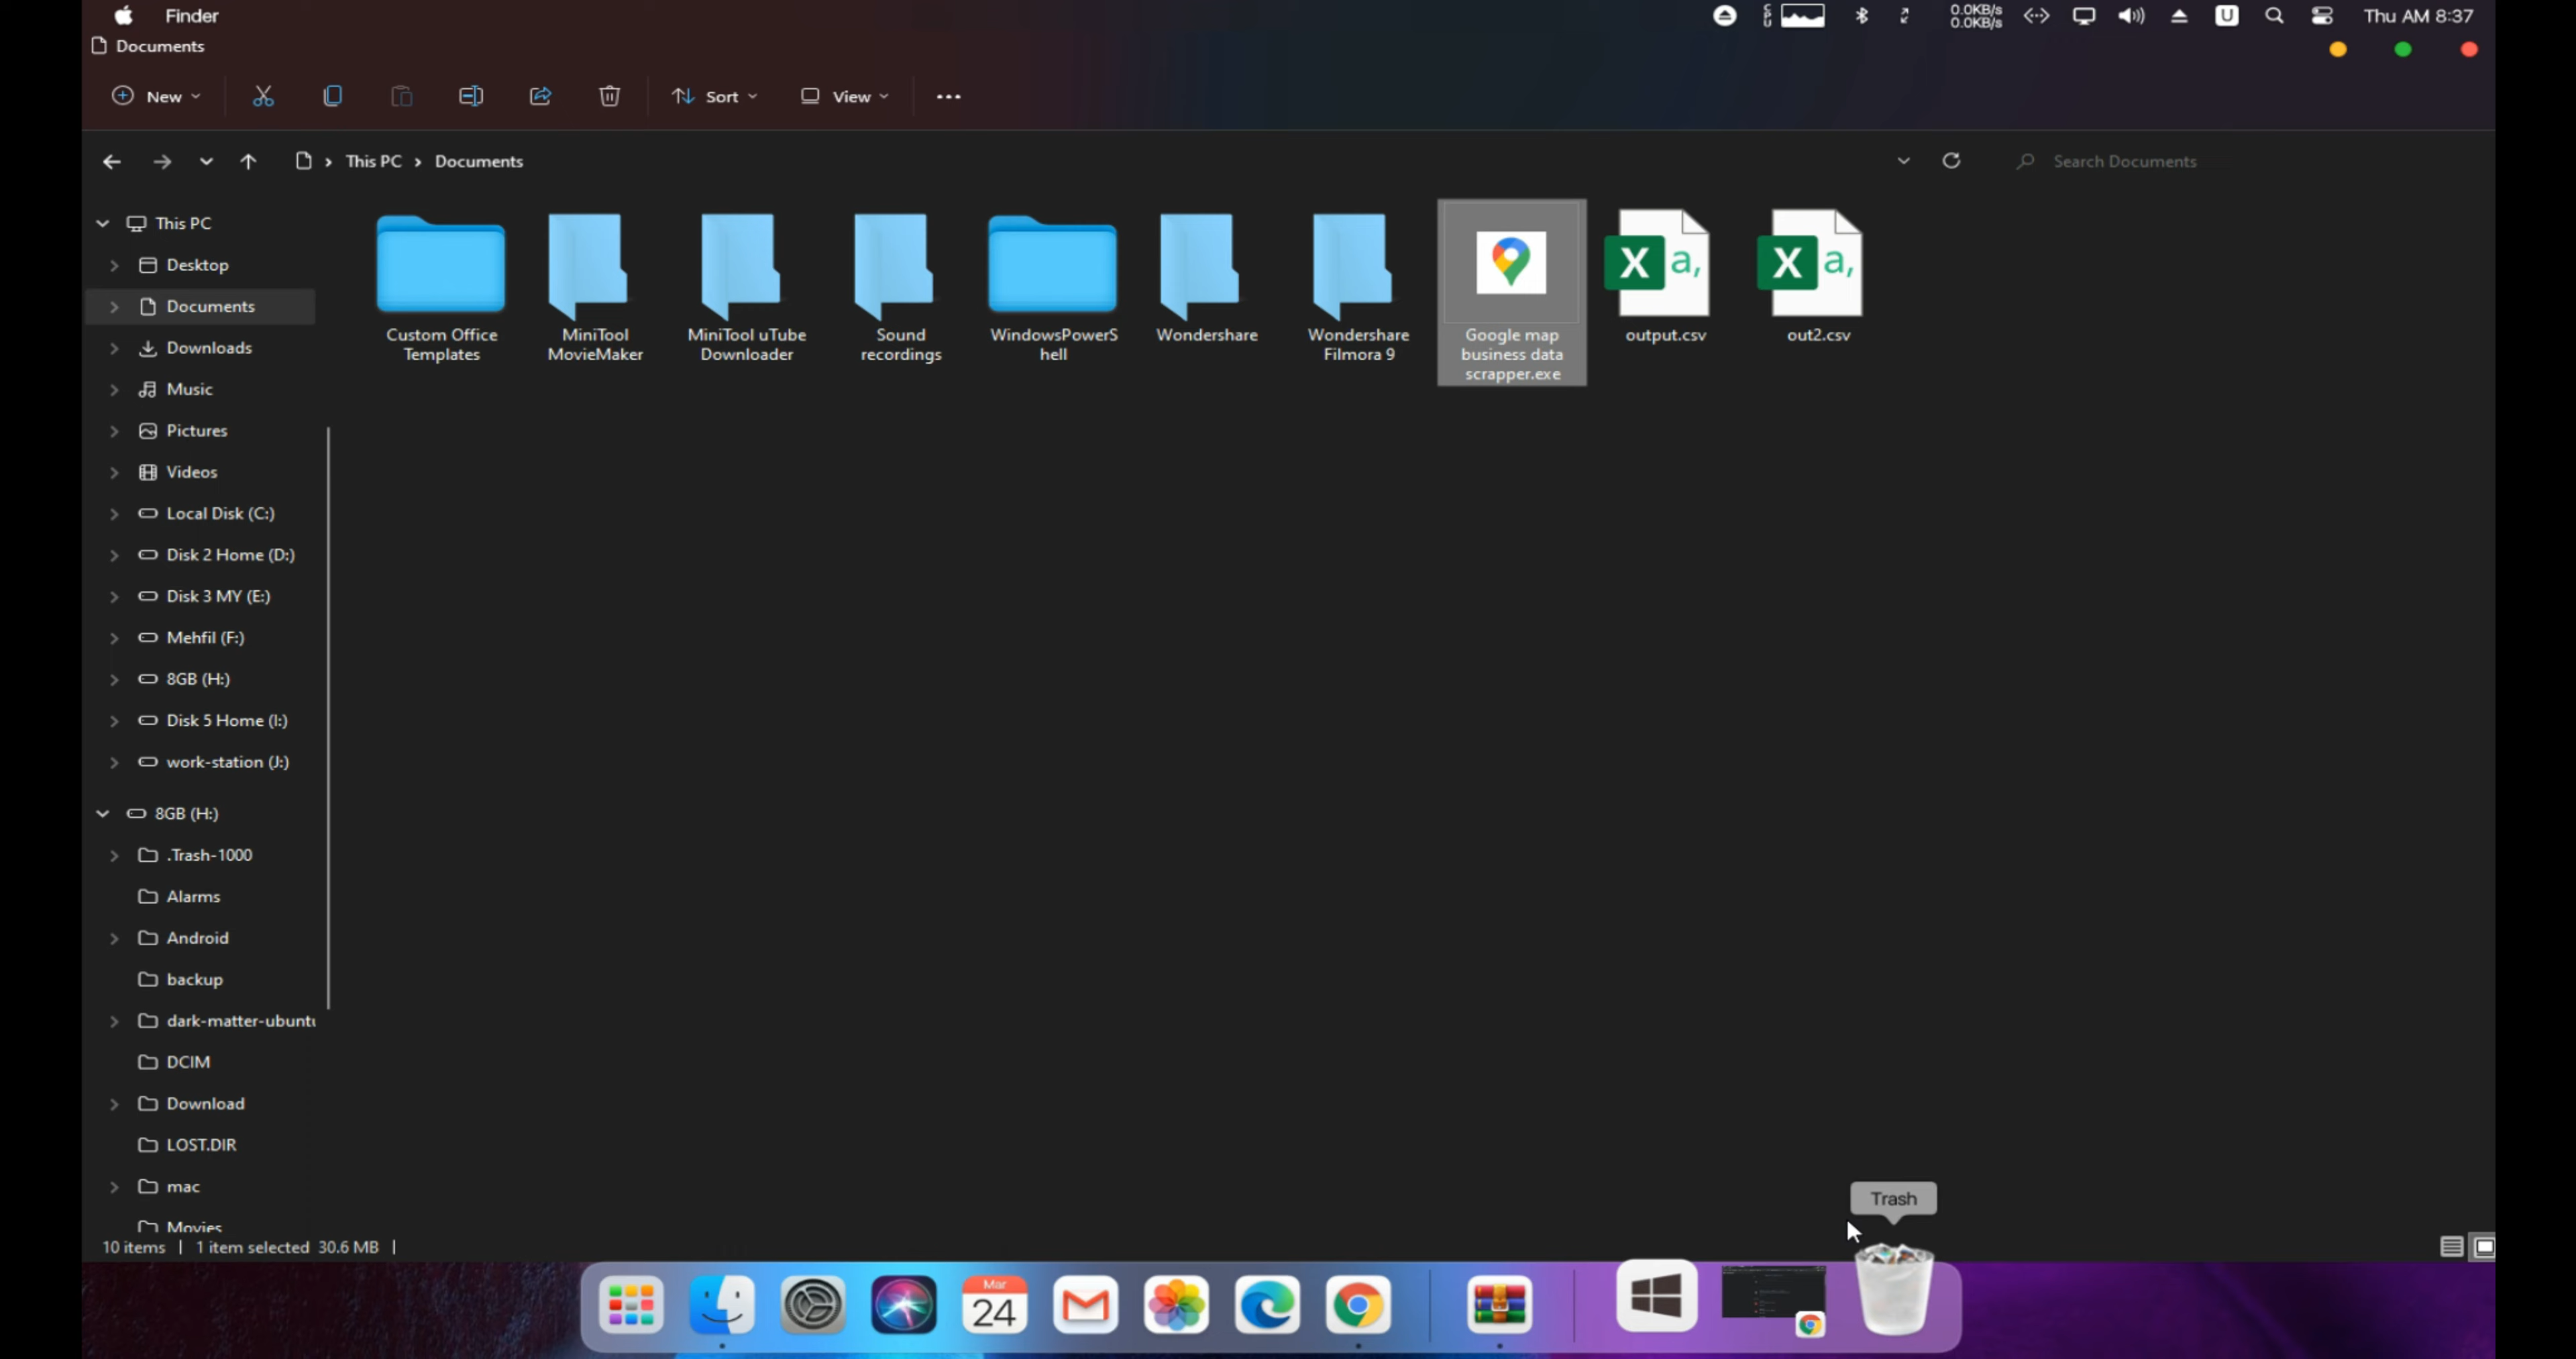 Finder
CPU
0.0KB/s
0.0KB/s
U
Thu AM 8:37
Documents
New
Sort
View
This PC > Documents
Search Documents
This PC
Desktop
Documents
Downloads
Music
Pictures
Videos
Local Disk (C:)
Disk 2 Home (D:)
Disk 3 MY (E:)
Mehfil (F:)
8GB (H:)
Disk 5 Home (I:)
work-station (J:)
8GB (H:)
.Trash-1000
Alarms
Android
backup
dark-matter-ubuntu
DCIM
Download
LOST.DIR
mac
Movies
Custom Office
Templates
MiniTool
MovieMaker
MiniTool uTube
Downloader
Sound
recordings
WindowsPowerS
hell
Wondershare
Wondershare
Filmora 9
Google map
business data
scrapper.exe
X a,
output.csv
X a,
out2.csv
Trash
10 items | 1 item selected 30.6 MB |
Mar
24